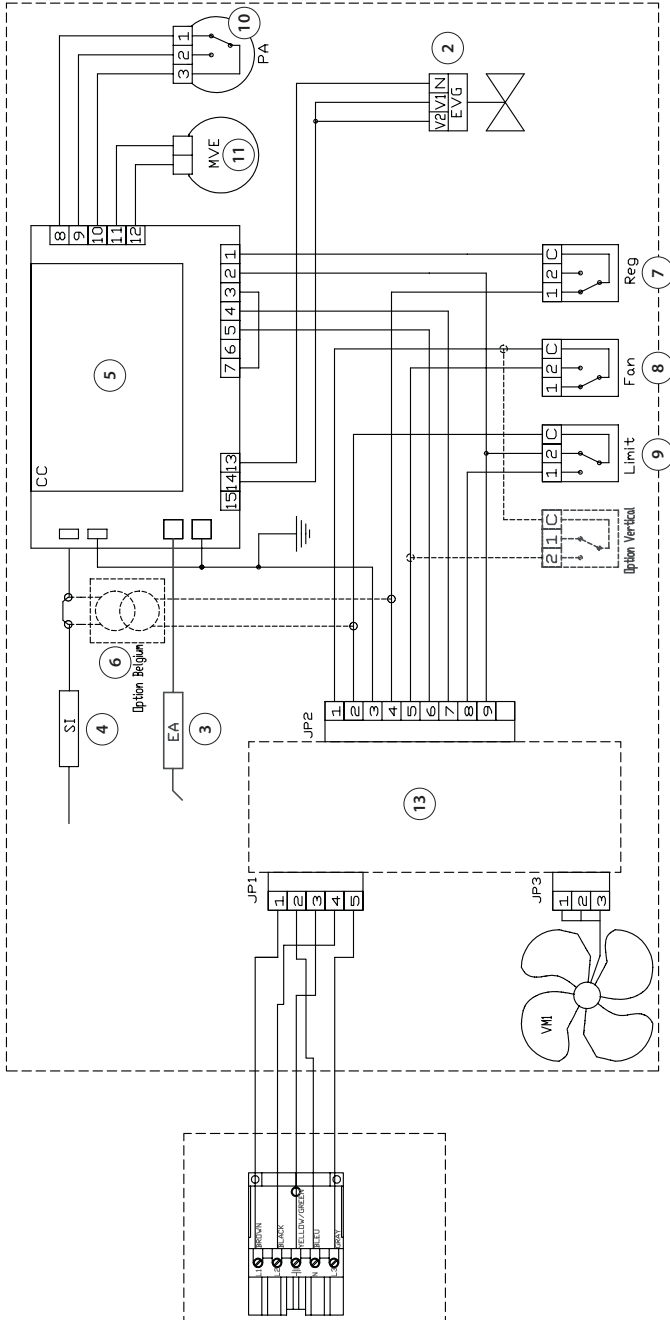 10
1
2
3
PA
11
MVE
2
N
V1
V2
EVG
8
9
10
11
12
5
CC
1
2
3
4
5
6
7
13
14
15
C
2
1
Reg
7
C
2
1
Fan
8
C
2
1
Limit
9
C
1
2
Option Vertical
6
Option Belgium
SI
4
EA
3
JP2
1
2
3
4
5
6
7
8
9
13
JP1
1
2
3
4
5
JP3
1
2
3
VM1
L1 BROWN
L2 BLACK
YELLOW/GREEN
N BLEU
L3 GRAY